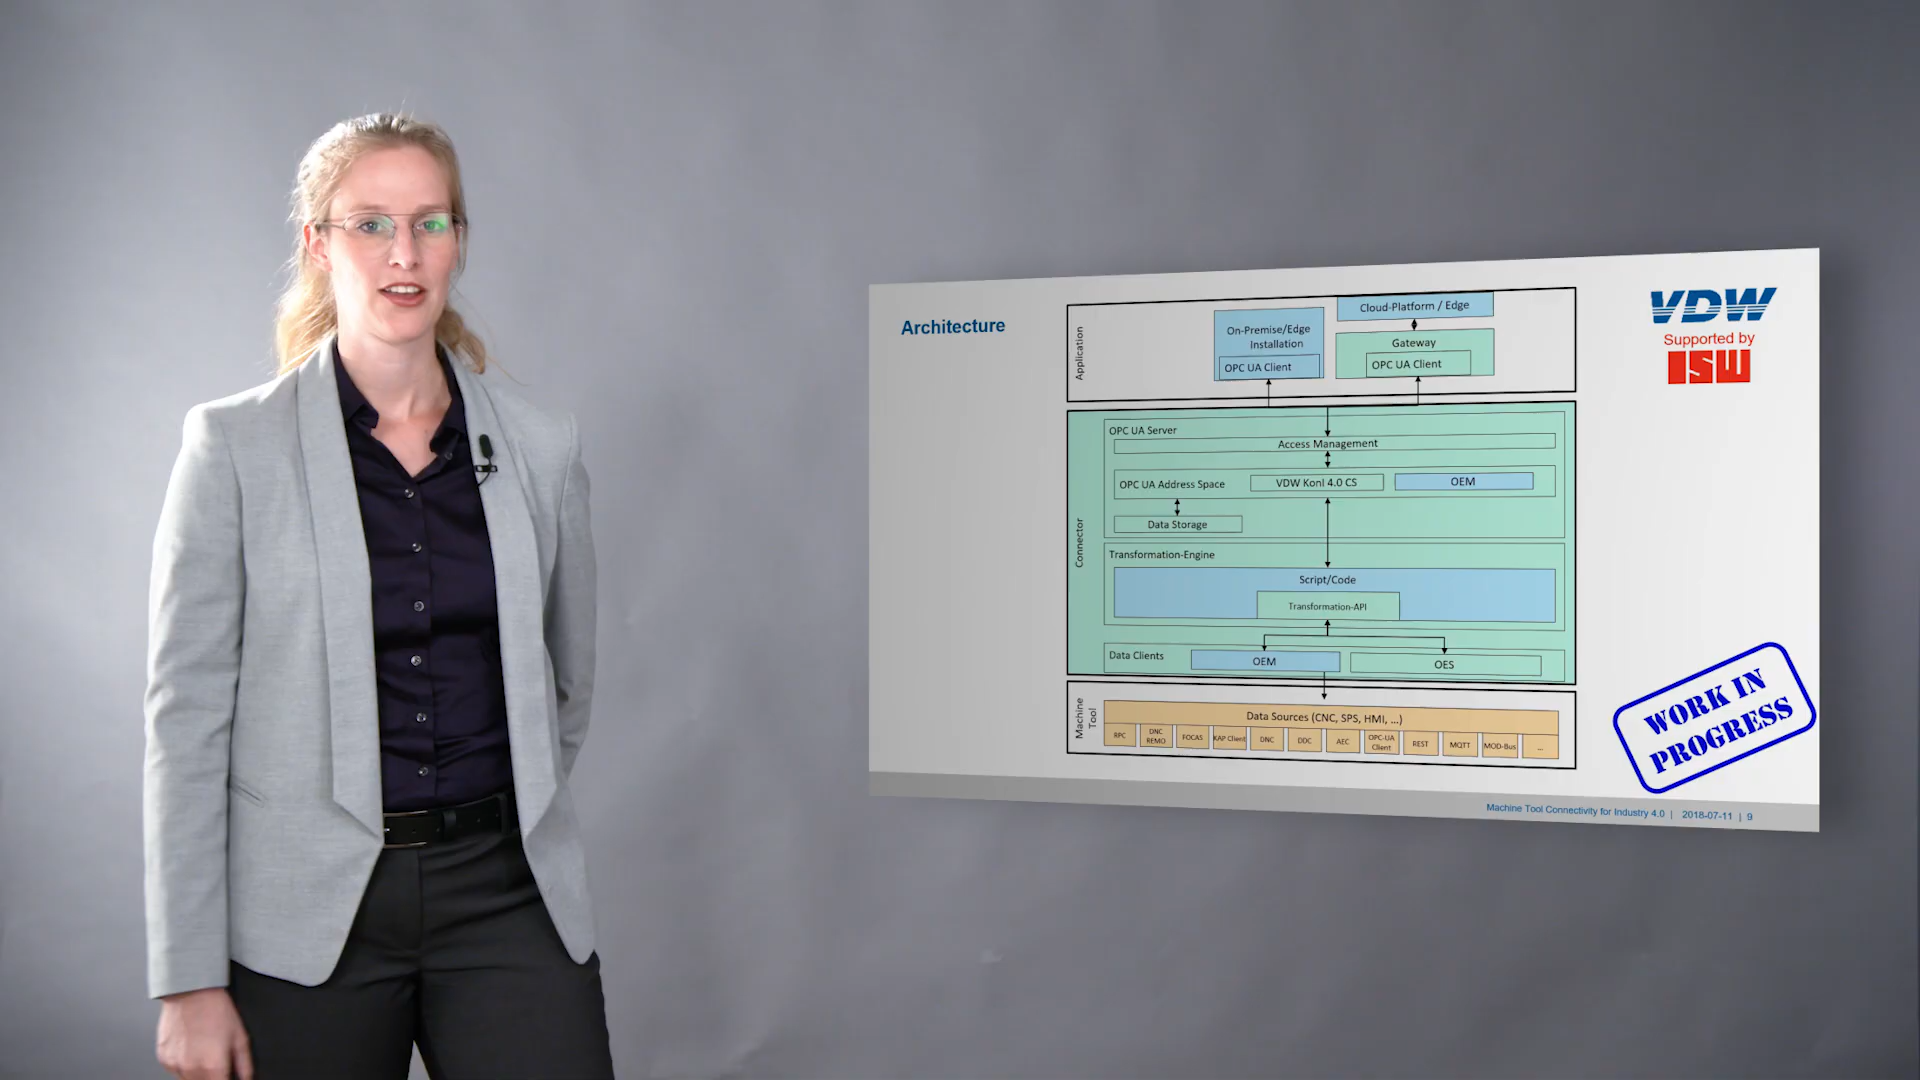 Architecture
Application
On-Premise/Edge
Installation
OPC UA Client
Cloud-Platform / Edge
Gateway
OPC UA Client
VDW
Supported by
ISW
Connector
OPC UA Server
Access Management
OPC UA Address Space
VDW KonI 4.0 CS
OEM
Data Storage
Transformation-Engine
Script/Code
Transformation-API
Data Clients
OEM
OES
Machine
Tool
Data Sources (CNC, SPS, HMI, ...)
RPC
DNC
REMO
FOCAS
KAP Client
DNC
DDC
AEC
OPC-UA
Client
REST
MQTT
MOD-Bus
...
WORK IN
PROGRESS
Machine Tool Connectivity for Industry 4.0 | 2018-07-11 | 9